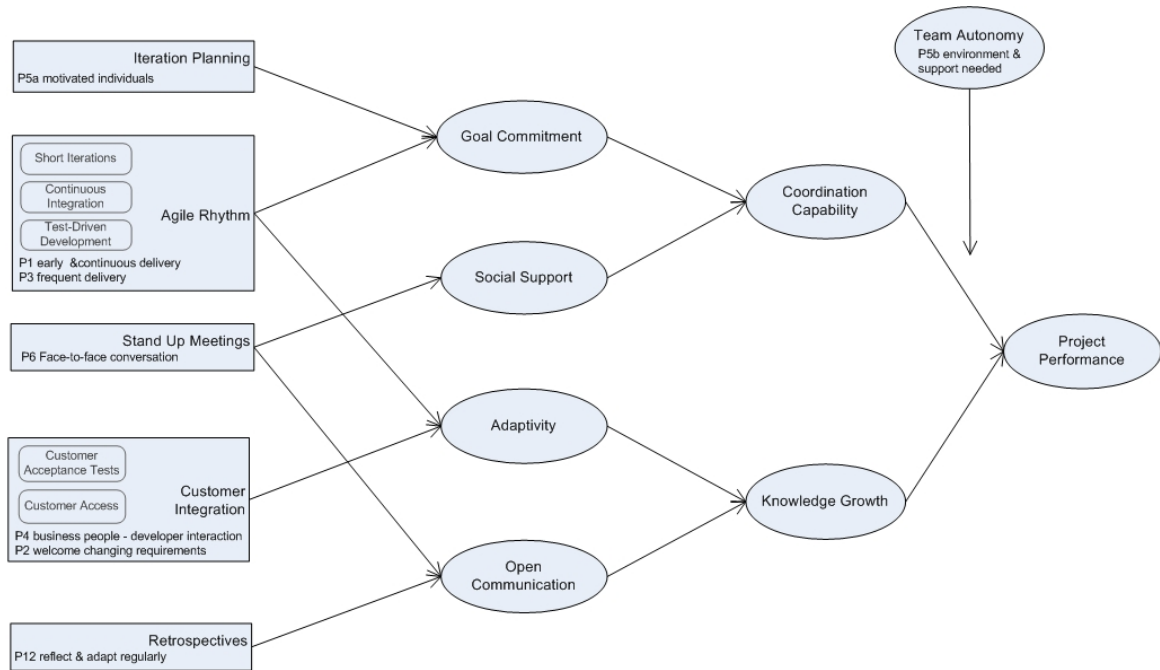 Iteration Planning
P5a motivated individuals
Short Iterations
Continuous
Integration
Test-Driven
Development
Agile Rhythm
P1 early &continuous delivery
P3 frequent delivery
Stand Up Meetings
P6 Face-to-face conversation
Customer
Acceptance Tests
Customer Access
Customer
Integration
P4 business people - developer interaction
P2 welcome changing requirements
Retrospectives
P12 reflect & adapt regularly
Goal Commitment
Social Support
Adaptivity
Open
Communication
Coordination
Capability
Knowledge Growth
Team Autonomy
P5b environment &
support needed
Project
Performance